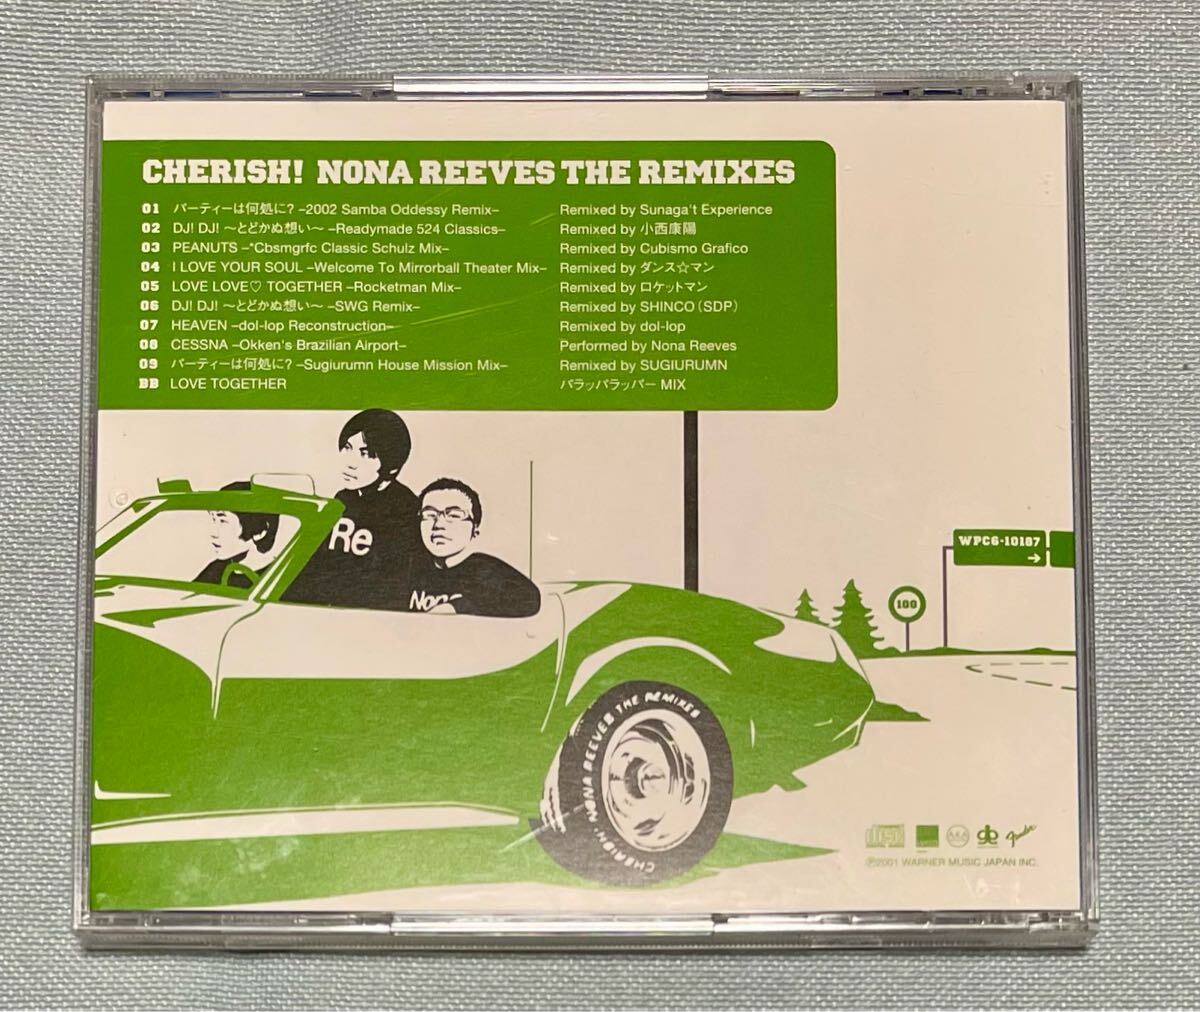 CHERISH! NONA REEVES THE REMIXES
01 パーティーは何処に? –2002 Samba Oddessy Remix– Remixed by Sunaga't Experience
02 DJ! DJ! 〜とどかぬ想い〜 –Readymade 524 Classics– Remixed by 小西康陽
03 PEANUTS –*Cbsmgrfc Classic Schulz Mix– Remixed by Cubismo Grafico
04 I LOVE YOUR SOUL –Welcome To Mirrorball Theater Mix– Remixed by ダンス☆マン
05 LOVE LOVE♡ TOGETHER –Rocketman Mix– Remixed by ロケットマン
06 DJ! DJ! 〜とどかぬ想い〜 –SWG Remix– Remixed by SHINCO (SDP)
07 HEAVEN –dol-lop Reconstruction– Remixed by dol-lop
08 CESSNA –Okken's Brazilian Airport– Performed by Nona Reeves
09 パーティーは何処に? –Sugiurumn House Mission Mix– Remixed by SUGIURUMN
BB LOVE TOGETHER パラッパラッパー MIX
Re
Nona
WPC6-10187
→
100
CHERISH! NONA REEVES THE REMIXES
Fender
℗2001 WARNER MUSIC JAPAN INC.